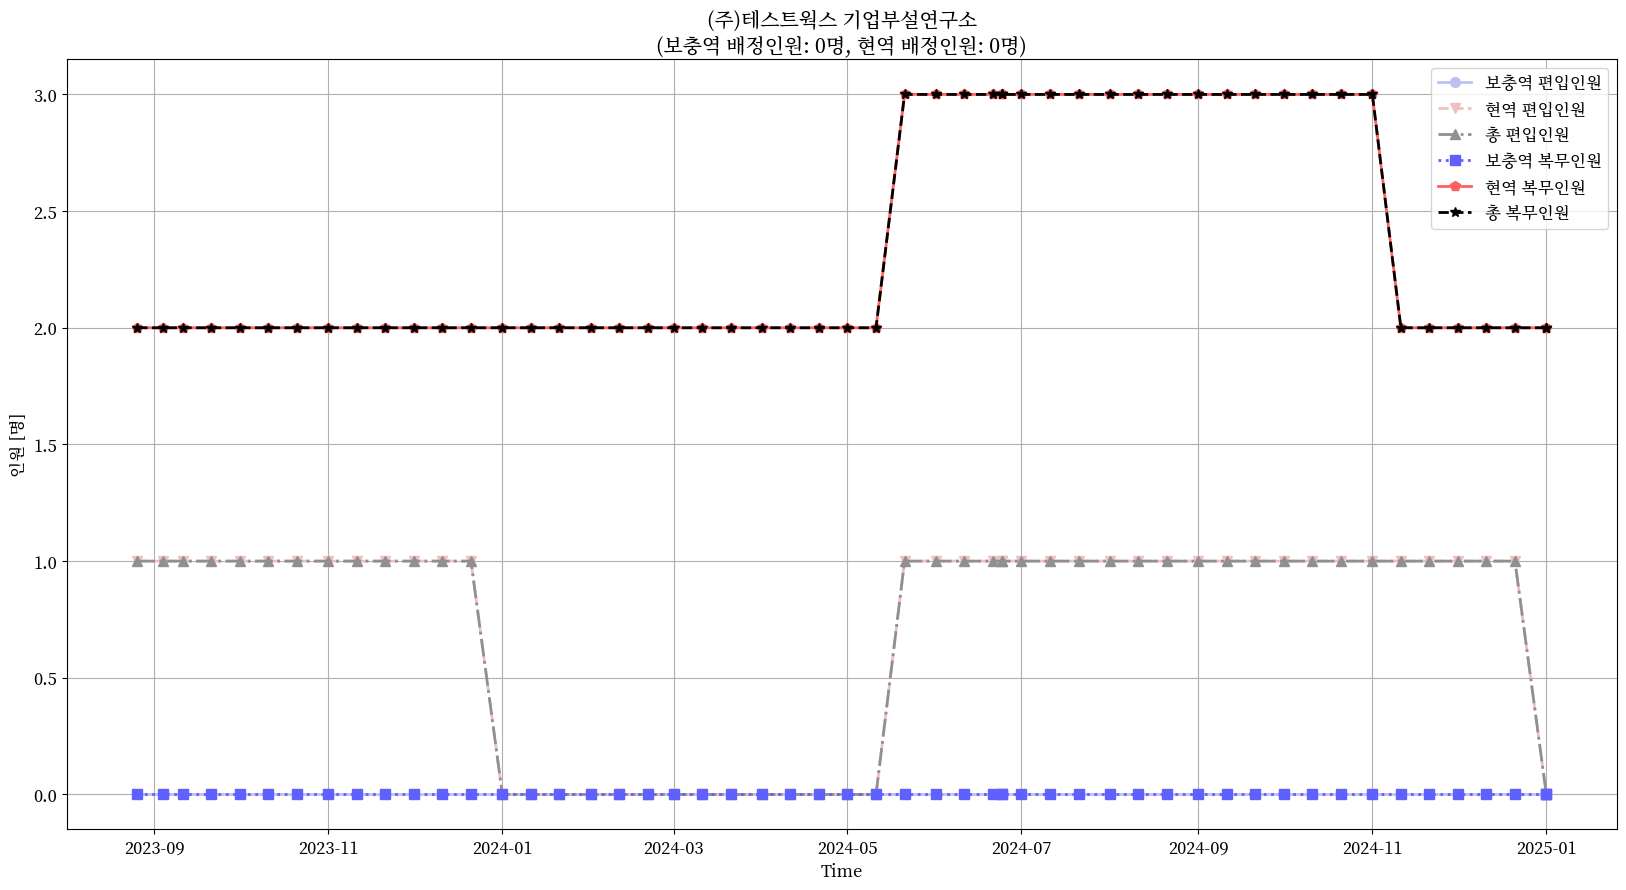 (주)테스트웍스 기업부설연구소
(보충역 배정인원: 0명, 현역 배정인원: 0명)
보충역 편입인원
현역 편입인원
총 편입인원
보충역 복무인원
현역 복무인원
총 복무인원
인원 [명]
3.0
2.5
2.0
1.5
1.0
0.5
0.0
2023-09
2023-11
2024-01
2024-03
2024-05
2024-07
2024-09
2024-11
2025-01
Time